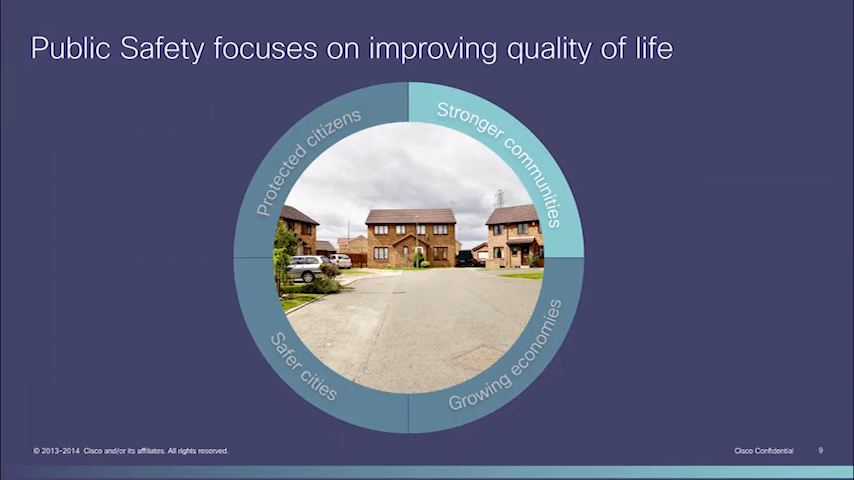 Public Safety focuses on improving quality of life
Protected citizens
Stronger communities
Safer cities
Growing economies
© 2013-2014 Cisco and/or its affiliates. All rights reserved.
Cisco Confidential
9